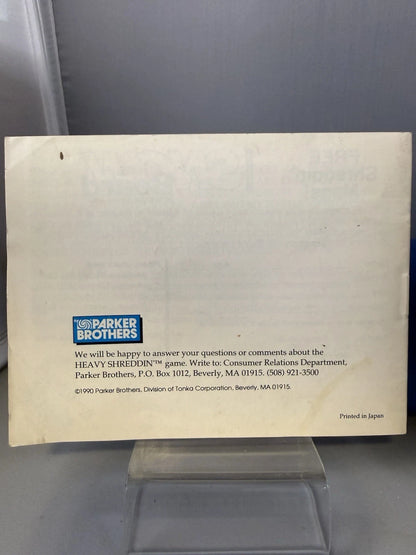 PARKER
BROTHERS
We will be happy to answer your questions or comments about the
HEAVY SHREDDIN'™ game. Write to: Consumer Relations Department,
Parker Brothers, P.O. Box 1012, Beverly, MA 01915. (508) 921-3500
©1990 Parker Brothers, Division of Tonka Corporation, Beverly, MA 01915.
Printed in Japan